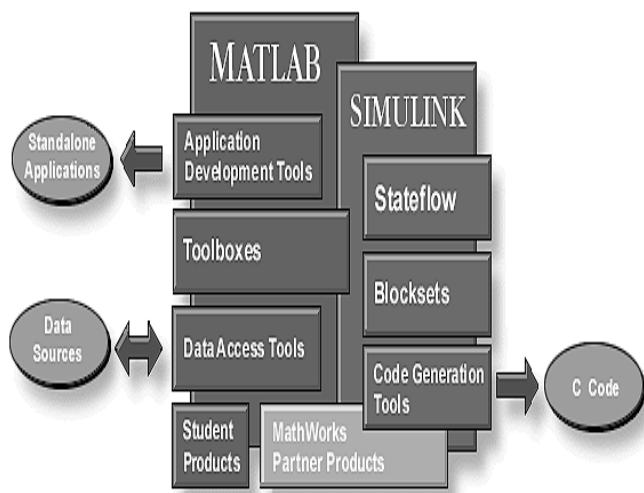 MATLAB
SIMULINK
Standalone
Applications
Application
Development Tools
Stateflow
Toolboxes
Blocksets
Data
Sources
Data Access Tools
Code Generation
Tools
C Code
Student
Products
MathWorks
Partner Products